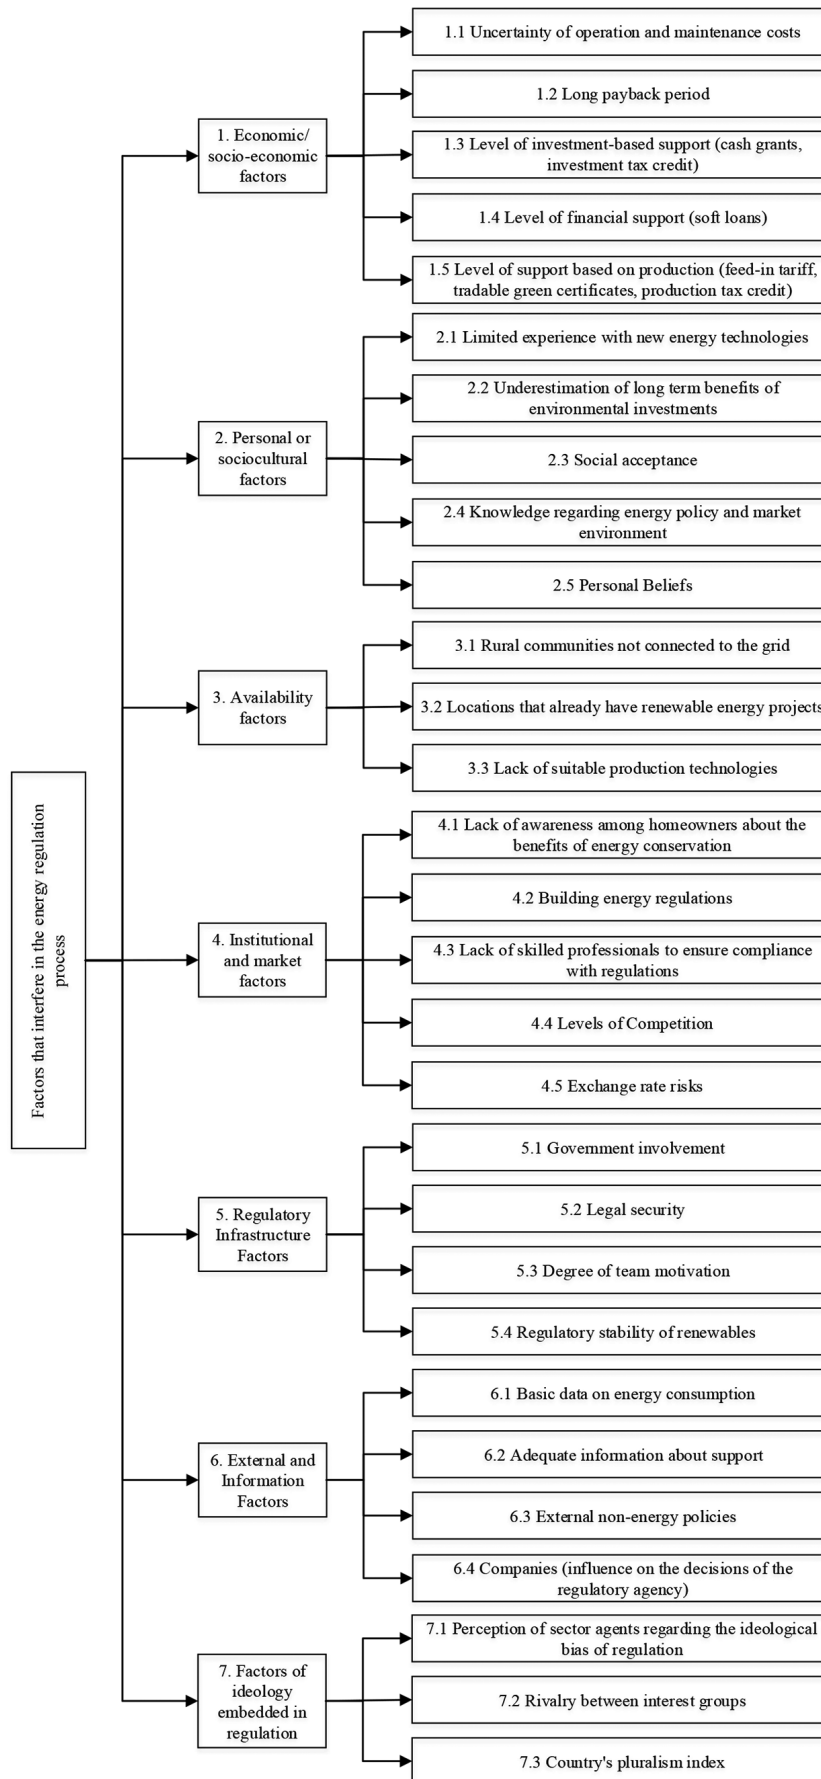 Factors that interfere in the energy regulation
process
1. Economic/
socio-economic
factors
1.1 Uncertainty of operation and maintenance costs
1.2 Long payback period
1.3 Level of investment-based support (cash grants,
investment tax credit)
1.4 Level of financial support (soft loans)
1.5 Level of support based on production (feed-in tariff,
tradable green certificates, production tax credit)
2. Personal or
sociocultural
factors
2.1 Limited experience with new energy technologies
2.2 Underestimation of long term benefits of
environmental investments
2.3 Social acceptance
2.4 Knowledge regarding energy policy and market
environment
2.5 Personal Beliefs
3. Availability
factors
3.1 Rural communities not connected to the grid
3.2 Locations that already have renewable energy projects
3.3 Lack of suitable production technologies
4. Institutional
and market
factors
4.1 Lack of awareness among homeowners about the
benefits of energy conservation
4.2 Building energy regulations
4.3 Lack of skilled professionals to ensure compliance
with regulations
4.4 Levels of Competition
4.5 Exchange rate risks
5. Regulatory
Infrastructure
Factors
5.1 Government involvement
5.2 Legal security
5.3 Degree of team motivation
5.4 Regulatory stability of renewables
6. External and
Information
Factors
6.1 Basic data on energy consumption
6.2 Adequate information about support
6.3 External non-energy policies
6.4 Companies (influence on the decisions of the
regulatory agency)
7. Factors of
ideology
embedded in
regulation
7.1 Perception of sector agents regarding the ideological
bias of regulation
7.2 Rivalry between interest groups
7.3 Country's pluralism index